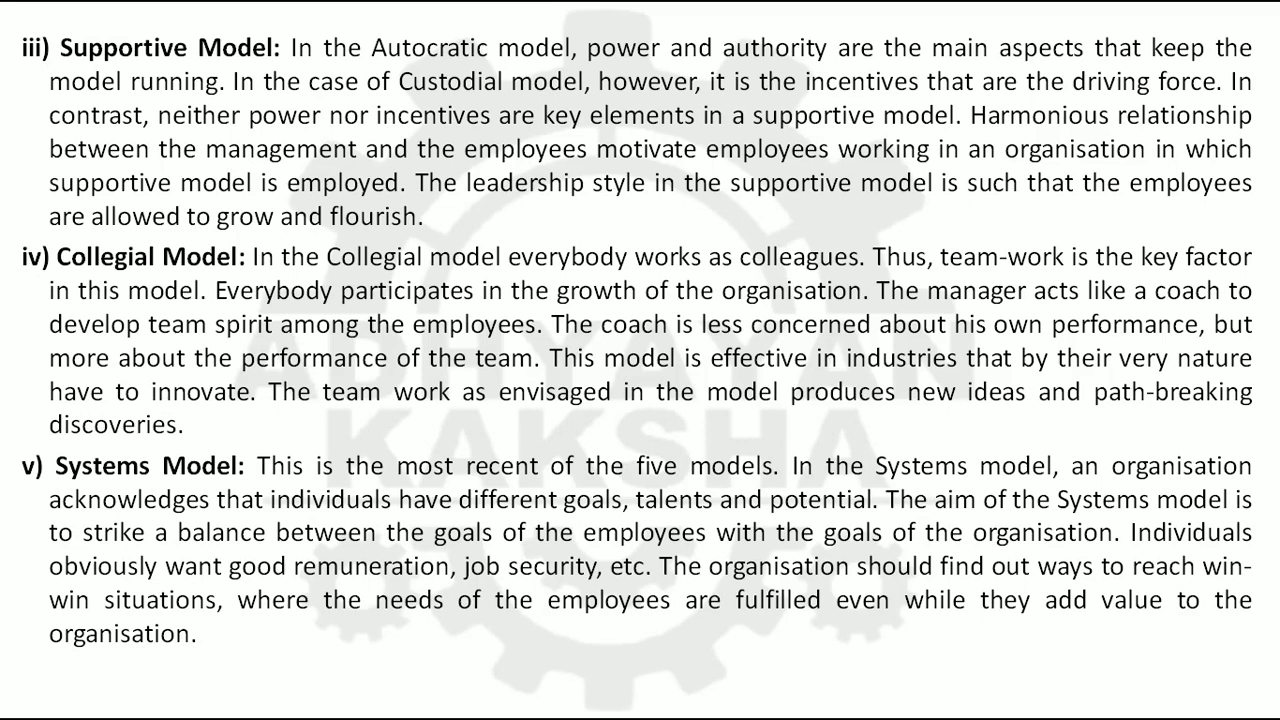 iii) Supportive Model: In the Autocratic model, power and authority are the main aspects that keep the
model running. In the case of Custodial model, however, it is the incentives that are the driving force. In
contrast, neither power nor incentives are key elements in a supportive model. Harmonious relationship
between the management and the employees motivate employees working in an organisation in which
supportive model is employed. The leadership style in the supportive model is such that the employees
are allowed to grow and flourish.
iv) Collegial Model: In the Collegial model everybody works as colleagues. Thus, team-work is the key factor
in this model. Everybody participates in the growth of the organisation. The manager acts like a coach to
develop team spirit among the employees. The coach is less concerned about his own performance, but
more about the performance of the team. This model is effective in industries that by their very nature
have to innovate. The team work as envisaged in the model produces new ideas and path-breaking
discoveries.
v) Systems Model: This is the most recent of the five models. In the Systems model, an organisation
acknowledges that individuals have different goals, talents and potential. The aim of the Systems model is
to strike a balance between the goals of the employees with the goals of the organisation. Individuals
obviously want good remuneration, job security, etc. The organisation should find out ways to reach win-
win situations, where the needs of the employees are fulfilled even while they add value to the
organisation.
ADHYAYAN
KAKSHA